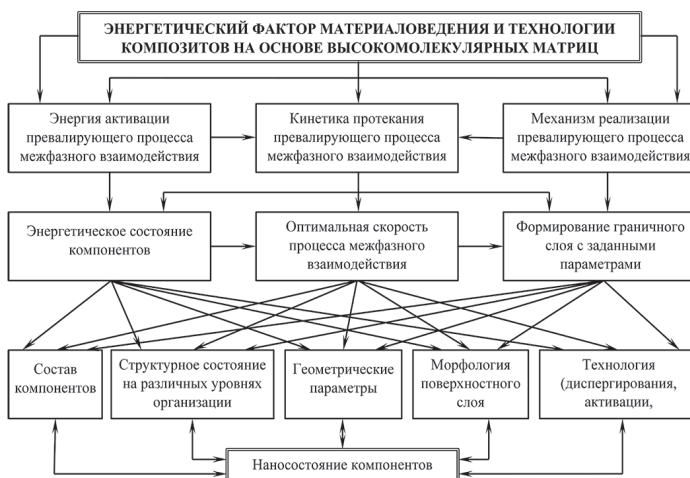 ЭНЕРГЕТИЧЕСКИЙ ФАКТОР МАТЕРИАЛОВЕДЕНИЯ И ТЕХНОЛОГИИ
КОМПОЗИТОВ НА ОСНОВЕ ВЫСОКОМОЛЕКУЛЯРНЫХ МАТРИЦ
Энергия активации
превалирующего процесса
межфазного взаимодействия
Кинетика протекания
превалирующего процесса
межфазного взаимодействия
Механизм реализации
превалирующего процесса
межфазного взаимодействия
Энергетическое состояние
компонентов
Оптимальная скорость
процесса межфазного
взаимодействия
Формирование граничного
слоя с заданными
параметрами
Состав
компонентов
Структурное состояние
на различных уровнях
организации
Геометрические
параметры
Морфология
поверхностного
слоя
Технология
(диспергирования,
активации,
Наносостояние компонентов